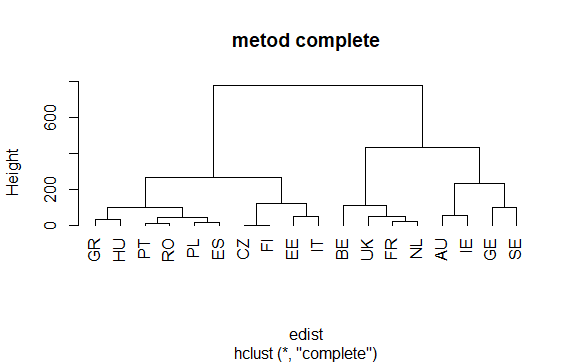 metod complete
Height
600
200
0
GR HU PT RO PL ES CZ FI EE IT BE UK FR NL AU IE GE SE
edist
hclust (*, "complete")